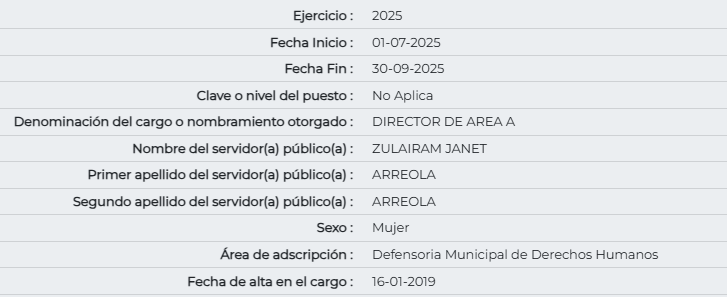 Ejercicio : 2025
Fecha Inicio : 01-07-2025
Fecha Fin : 30-09-2025
Clave o nivel del puesto : No Aplica
Denominación del cargo o nombramiento otorgado : DIRECTOR DE AREA A
Nombre del servidor(a) público(a) : ZULAIRAM JANET
Primer apellido del servidor(a) público(a) : ARREOLA
Segundo apellido del servidor(a) público(a) : ARREOLA
Sexo : Mujer
Área de adscripción : Defensoria Municipal de Derechos Humanos
Fecha de alta en el cargo : 16-01-2019